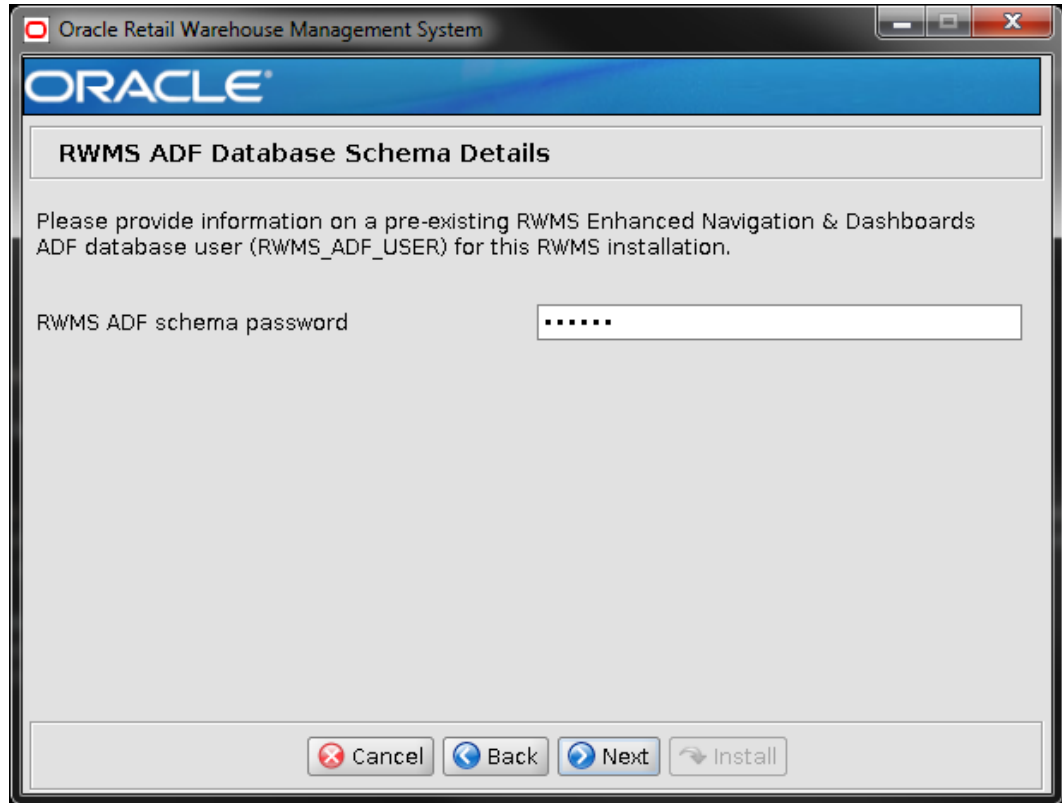 Oracle Retail Warehouse Management System
ORACLE®
RWMS ADF Database Schema Details
Please provide information on a pre-existing RWMS Enhanced Navigation & Dashboards
ADF database user (RWMS_ADF_USER) for this RWMS installation.
RWMS ADF schema password
Cancel Back Next Install